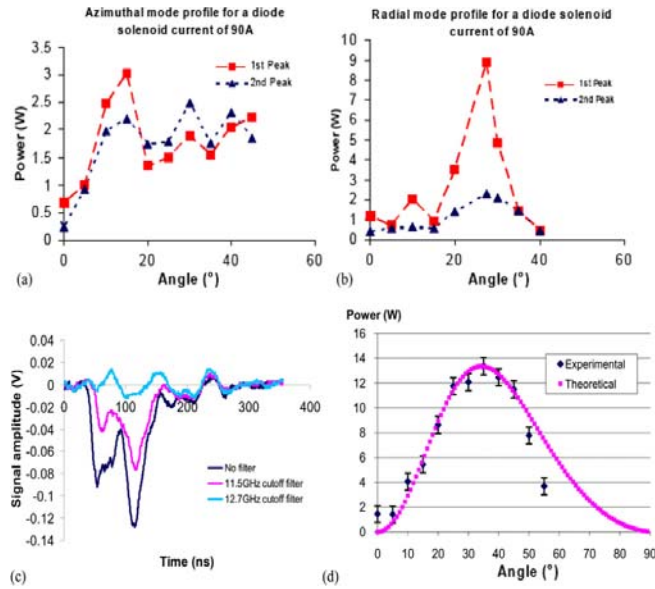 Azimuthal mode profile for a diode
solenoid current of 90A
3.5
3
2.5
2
1.5
1
0.5
0
Power (W)
1st Peak
2nd Peak
0
20
40
60
(a)
Angle (°)
Radial mode profile for a diode solenoid
current of 90A
10
9
8
7
6
5
4
3
2
1
0
Power (W)
1st Peak
2nd Peak
0
20
40
60
(b)
Angle (°)
0.04
0.02
0
-0.02
-0.04
-0.06
-0.08
-0.1
-0.12
-0.14
Signal amplitude (V)
0
100
200
300
400
No filter
11.5GHz cutoff filter
12.7GHz cutoff filter
(c)
Time (ns)
Power (W)
16
14
12
10
8
6
4
2
0
Experimental
Theoretical
0
10
20
30
40
50
60
70
80
90
(d)
Angle (°)